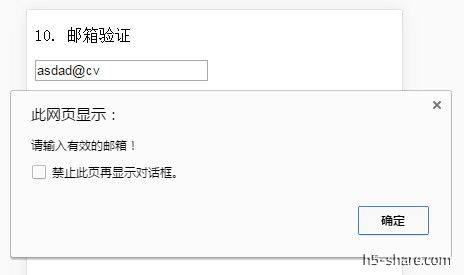 10. 邮箱验证
asdad@cv
此网页显示：
请输入有效的邮箱！
禁止此页再显示对话框。
确定
h5-share.com